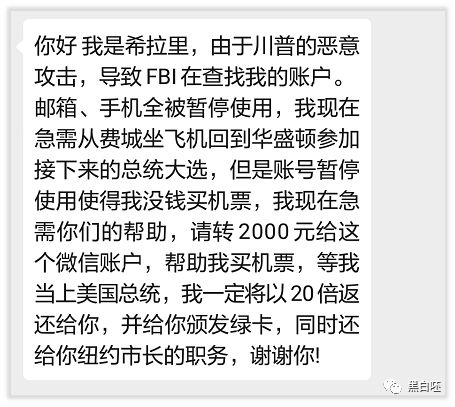 你好 我是希拉里，由于川普的恶意
攻击，导致 FBI 在查找我的账户。
邮箱、手机全被暂停使用，我现在
急需从费城坐飞机回到华盛顿参加
接下来的总统大选，但是账号暂停
使用使得我没钱买机票，我现在急
需你们的帮助，请转 2000 元给这
个微信账户，帮助我买机票，等我
当上美国总统，我一定将以 20 倍返
还给你，并给你颁发绿卡，同时还
给你纽约市长的职务，谢谢你!
黑白呸